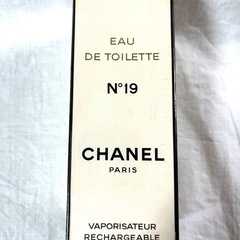 EAU
DE TOILETTE
N°19
CHANEL
PARIS
VAPORISATEUR
RECHARGEABLE